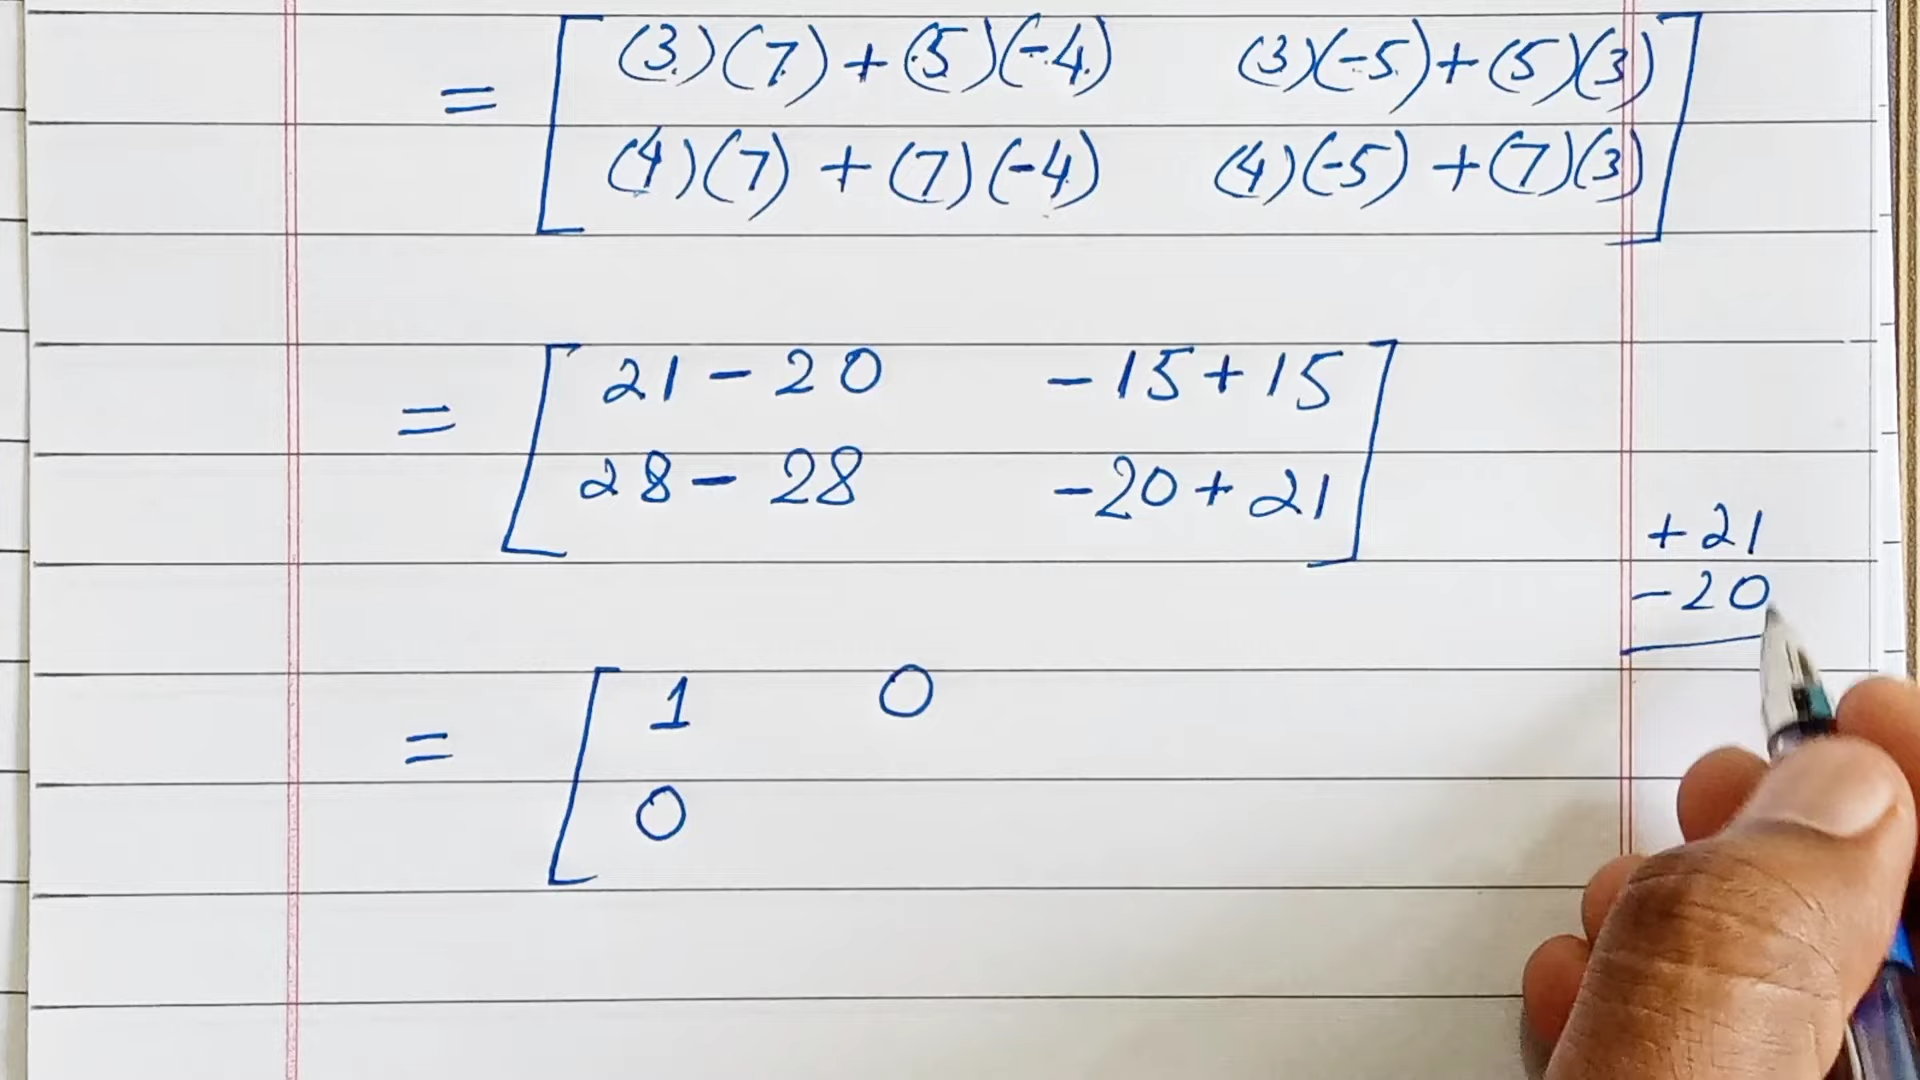 = [ (3)(7) + (5)(-4) (3)(-5) + (5)(3)
(4)(7) + (7)(-4) (4)(-5) + (7)(3) ]
= [ 21 - 20 - 15 + 15
28 - 28 - 20 + 21 ]
+ 21
- 20
= [ 1 0
0